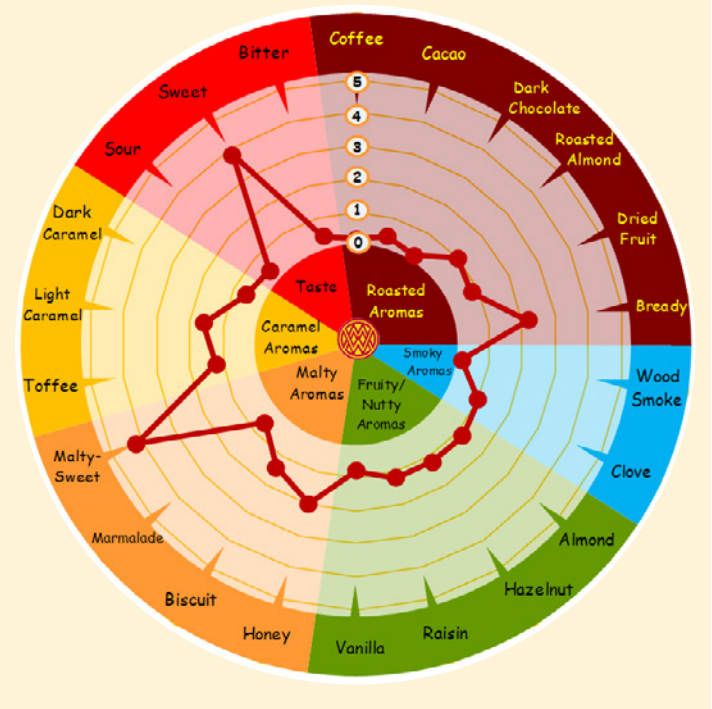 Coffee
Cacao
Dark
Chocolate
Roasted
Almond
Dried
Fruit
Bready
Wood
Smoke
Clove
Almond
Hazelnut
Raisin
Vanilla
Honey
Biscuit
Marmalade
Malty-
Sweet
Toffee
Light
Caramel
Dark
Caramel
Sour
Sweet
Bitter
5
4
3
2
1
0
Taste
Roasted
Aromas
Smoky
Aromas
Fruity/
Nutty
Aromas
Malty
Aromas
Caramel
Aromas